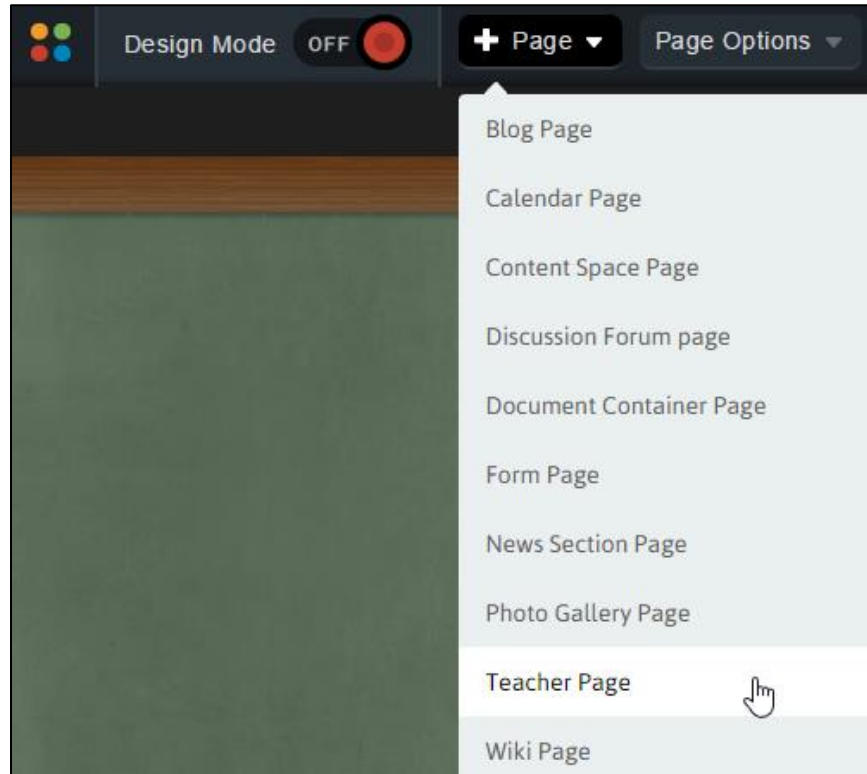 Design Mode OFF Page Page Options
Blog Page
Calendar Page
Content Space Page
Discussion Forum page
Document Container Page
Form Page
News Section Page
Photo Gallery Page
Teacher Page
Wiki Page